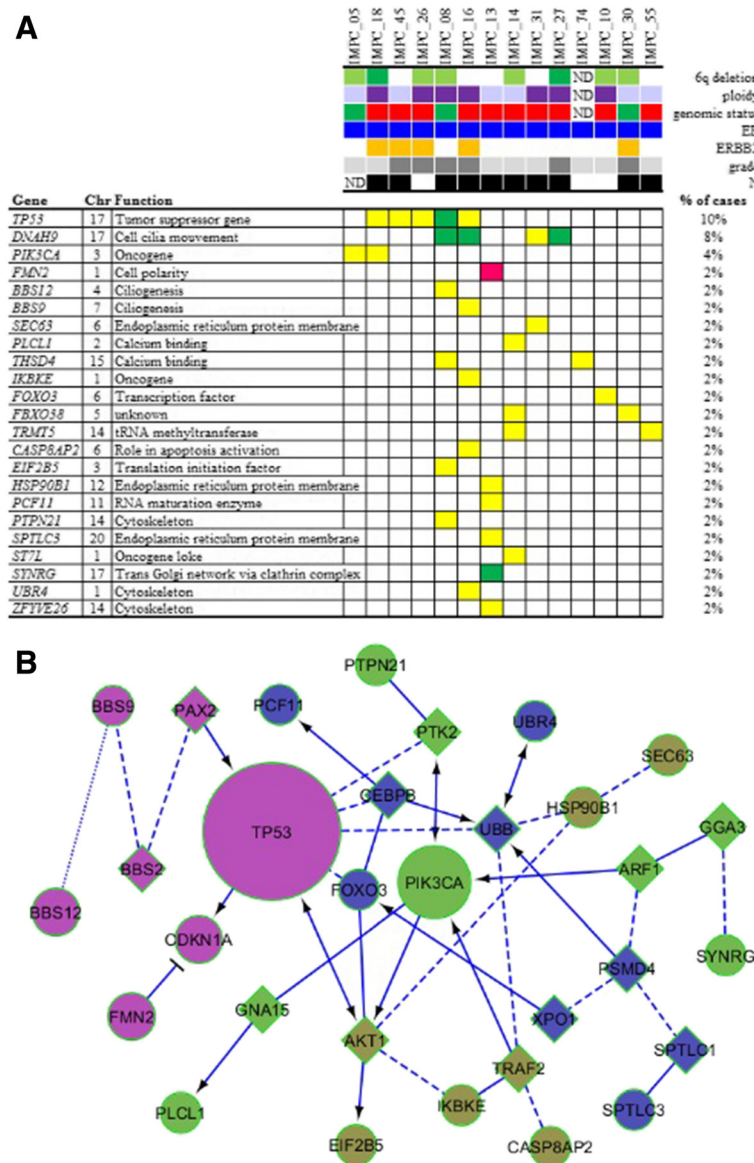 A
IMPC_05 IMPC_18 IMPC_45 IMPC_26 IMPC_08 IMPC_16 IMPC_13 IMPC_14 IMPC_31 IMPC_27 IMPC_74 IMPC_10 IMPC_30 IMPC_55
ND 6q deletion
ND ploidy
ND genomic status
ER
ERBB2
grade
ND N
Gene Chr Function % of cases
TP53 17 Tumor suppressor gene 10%
DNAH9 17 Cell cilia mouvement 8%
PIK3CA 3 Oncogene 4%
FMN2 1 Cell polarity 2%
BBS12 4 Ciliogenesis 2%
BBS9 7 Ciliogenesis 2%
SEC63 6 Endoplasmic reticulum protein membrane 2%
PLCL1 2 Calcium binding 2%
THSD4 15 Calcium binding 2%
IKBKE 1 Oncogene 2%
FOXO3 6 Transcription factor 2%
FBXO38 5 unknown 2%
TRMT5 14 tRNA methyltransferase 2%
CASP8AP2 6 Role in apoptosis activation 2%
EIF2B5 3 Translation initiation factor 2%
HSP90B1 12 Endoplasmic reticulum protein membrane 2%
PCF11 11 RNA maturation enzyme 2%
PTPN21 14 Cytoskeleton 2%
SPTLC3 20 Endoplasmic reticulum protein membrane 2%
ST7L 1 Oncogene loke 2%
SYNRG 17 Trans Golgi network via clathrin complex 2%
UBR4 1 Cytoskeleton 2%
ZFYVE26 14 Cytoskeleton 2%
B
PTPN21
BBS9 PAX2 PCF11 PTK2 UBR4
SEC63
CEBPB HSP90B1
TP53 UBB GGA3
BBS2 FOXO3 PIK3CA ARF1
BBS12
CDKN1A SYNRG
PSMD4
FMN2 GNA15 XPO1
AKT1 SPTLC1
TRAF2
PLCL1 IKBKE SPTLC3
EIF2B5 CASP8AP2